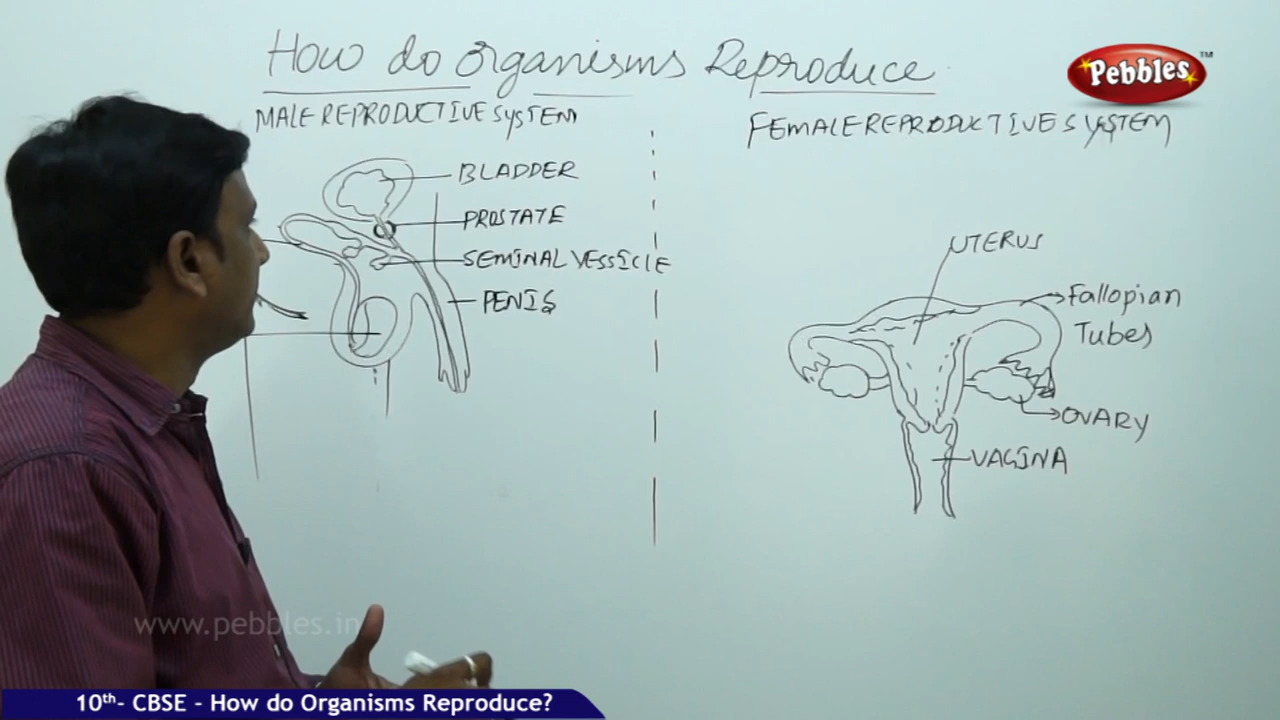 How do Organisms Reproduce
Pebbles™
MALE REPRODUCTIVE SYSTEM
FEMALE REPRODUCTIVE SYSTEM
BLADDER
PROSTATE
SEMINAL VESSICLE
PENIS
UTERUS
Fallopian
Tubes
OVARY
VAGINA
www.pebbles.in
10th- CBSE - How do Organisms Reproduce?